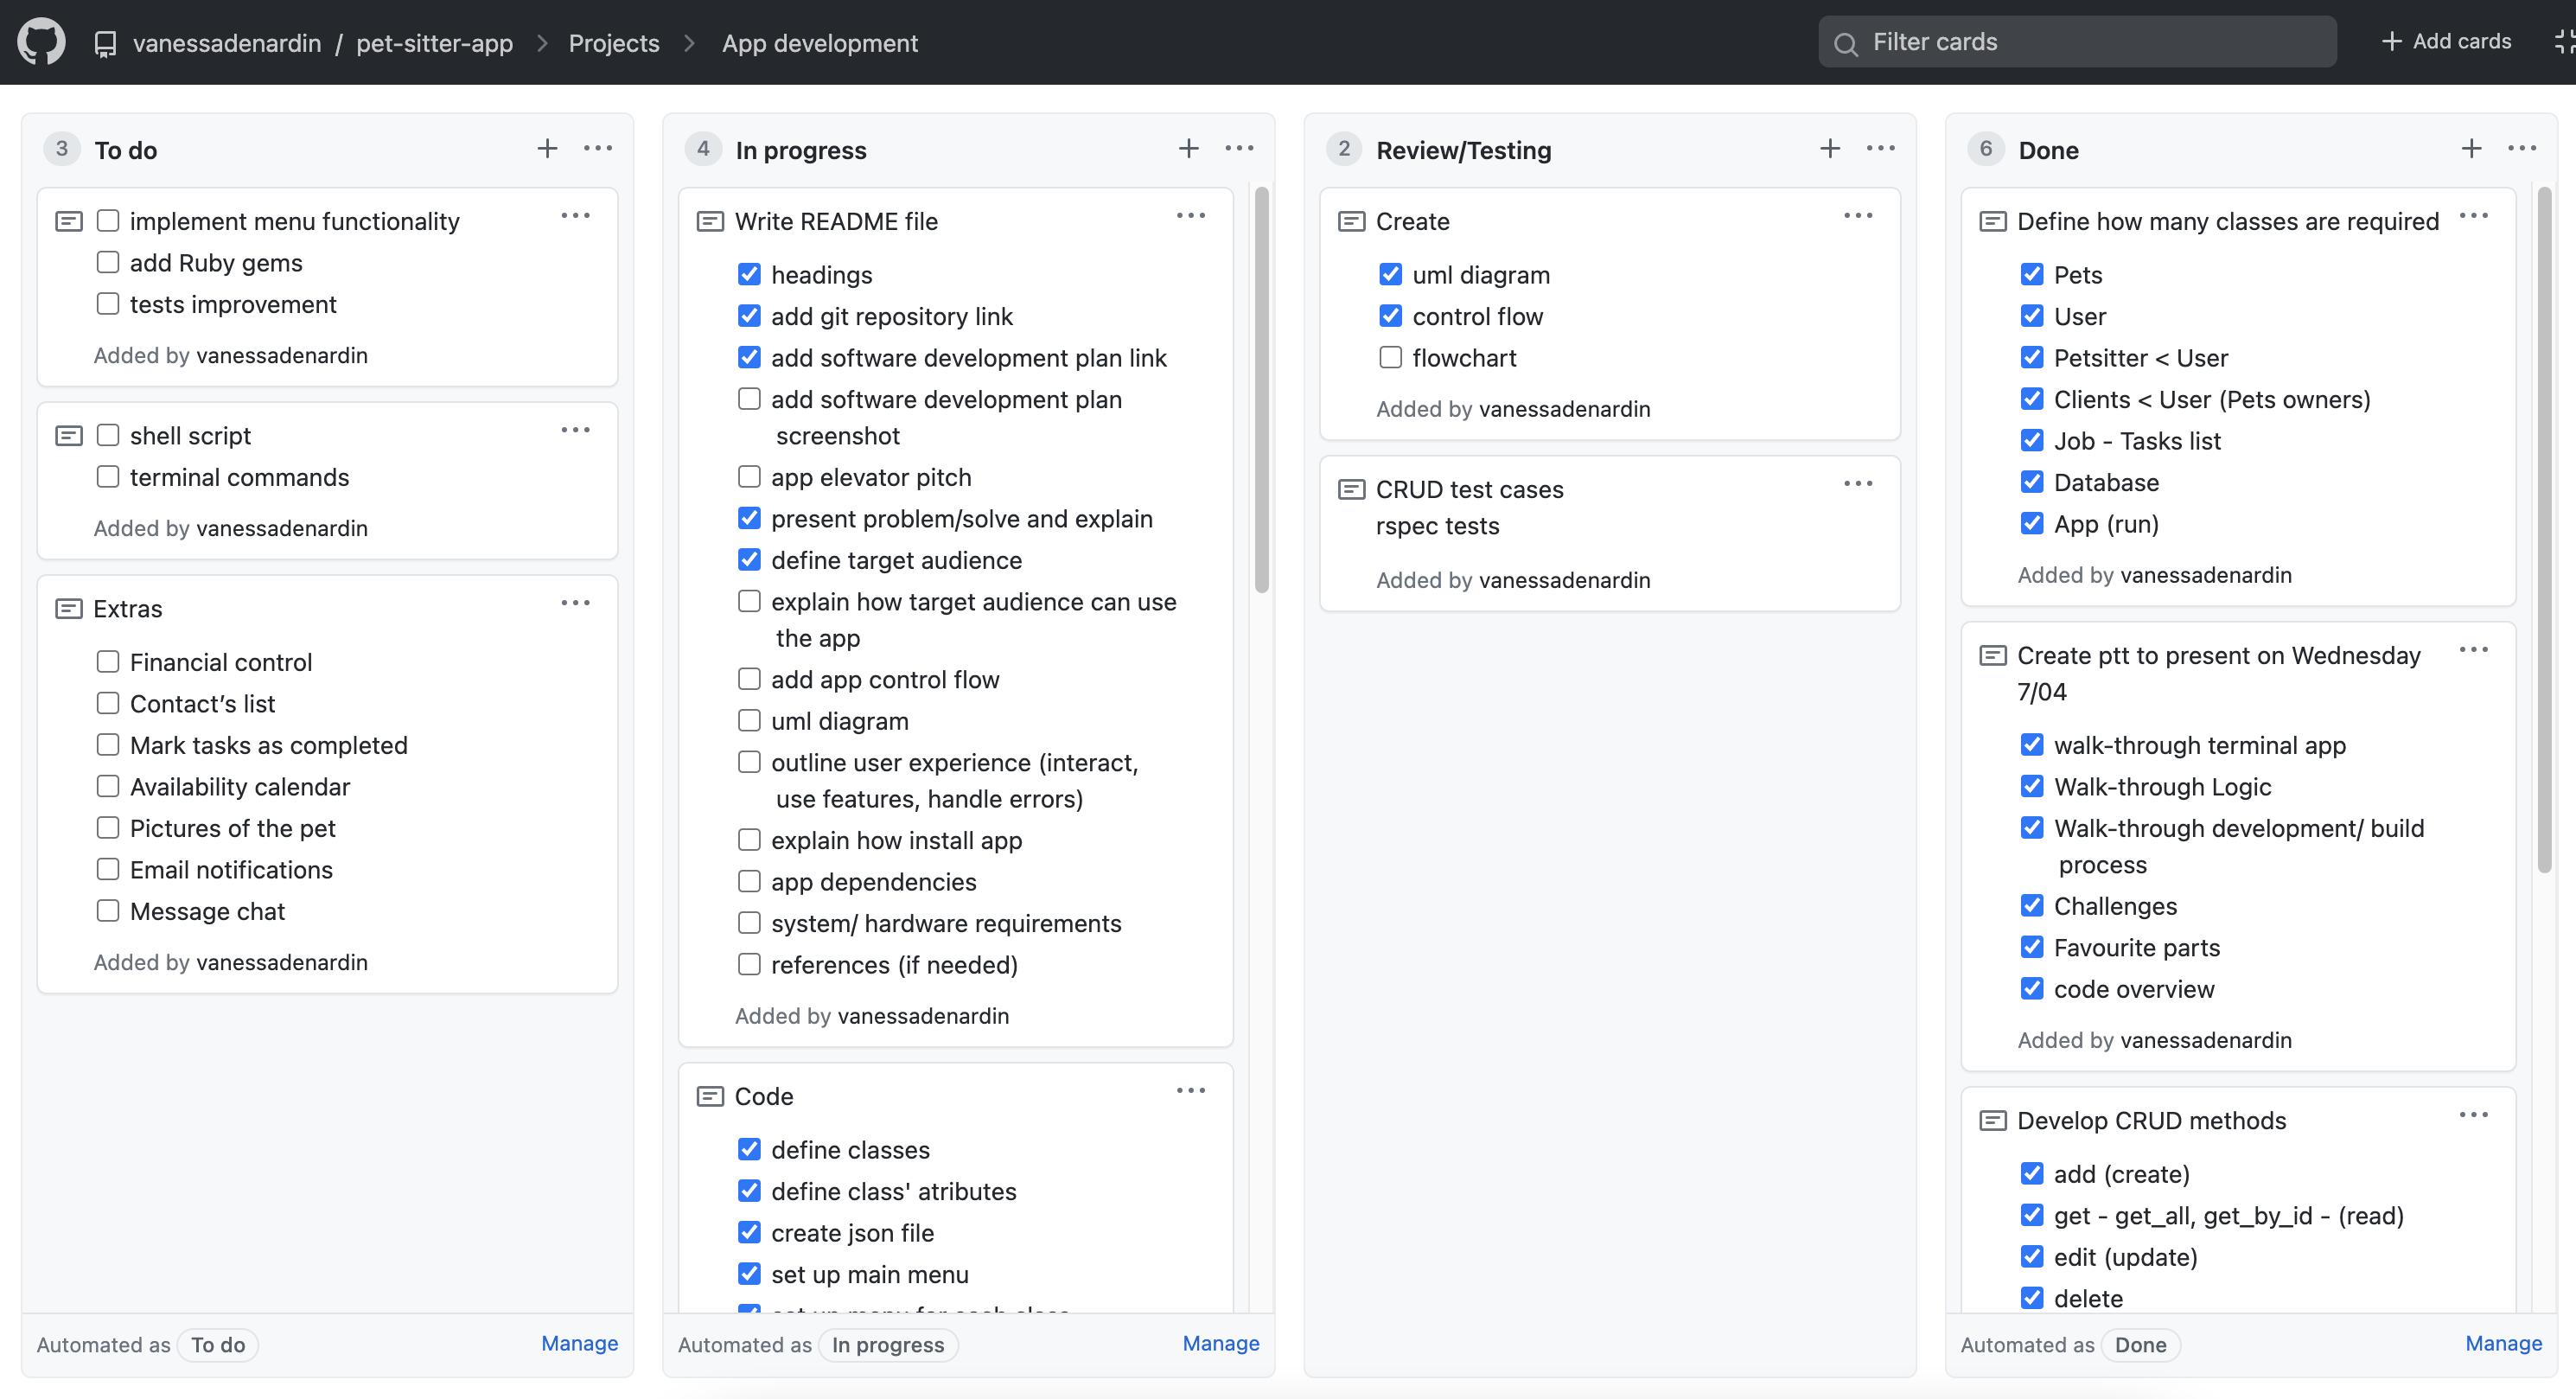 vanessadenardin / pet-sitter-app > Projects > App development
Filter cards
+ Add cards
3 To do
implement menu functionality
add Ruby gems
tests improvement
Added by vanessadenardin
shell script
terminal commands
Added by vanessadenardin
Extras
Financial control
Contact’s list
Mark tasks as completed
Availability calendar
Pictures of the pet
Email notifications
Message chat
Added by vanessadenardin
Automated as To do
Manage
4 In progress
Write README file
headings
add git repository link
add software development plan link
add software development plan
screenshot
app elevator pitch
present problem/solve and explain
define target audience
explain how target audience can use
the app
add app control flow
uml diagram
outline user experience (interact,
use features, handle errors)
explain how install app
app dependencies
system/ hardware requirements
references (if needed)
Added by vanessadenardin
Code
define classes
define class' atributes
create json file
set up main menu
set up menu for each class
Automated as In progress
Manage
2 Review/Testing
Create
uml diagram
control flow
flowchart
Added by vanessadenardin
CRUD test cases
rspec tests
Added by vanessadenardin
6 Done
Define how many classes are required
Pets
User
Petsitter < User
Clients < User (Pets owners)
Job - Tasks list
Database
App (run)
Added by vanessadenardin
Create ptt to present on Wednesday
7/04
walk-through terminal app
Walk-through Logic
Walk-through development/ build
process
Challenges
Favourite parts
code overview
Added by vanessadenardin
Develop CRUD methods
add (create)
get - get_all, get_by_id - (read)
edit (update)
delete
Automated as Done
Manage